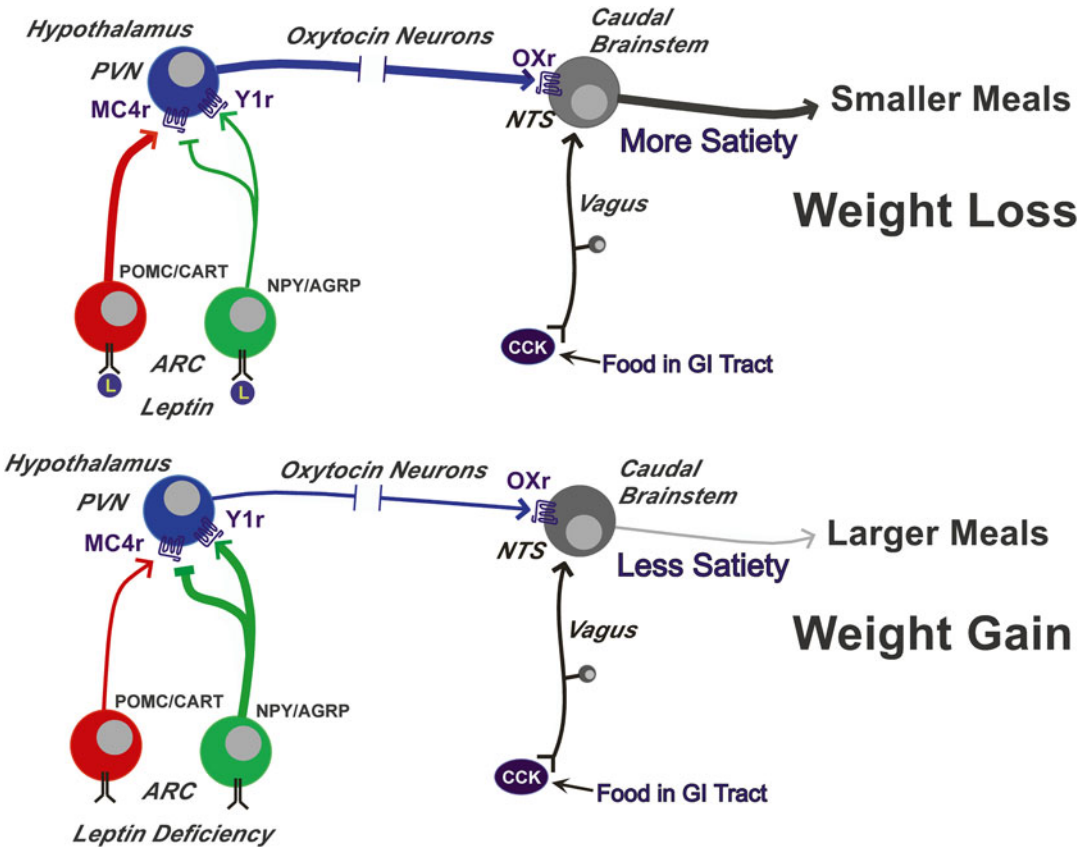 Hypothalamus
Oxytocin Neurons
Caudal
Brainstem
PVN
OXr
MC4r
Y1r
NTS
Smaller Meals
More Satiety
Vagus
Weight Loss
POMC/CART
NPY/AGRP
CCK
Food in GI Tract
ARC
L
L
Leptin
Hypothalamus
Oxytocin Neurons
Caudal
Brainstem
PVN
OXr
MC4r
Y1r
NTS
Larger Meals
Less Satiety
Vagus
Weight Gain
POMC/CART
NPY/AGRP
CCK
Food in GI Tract
ARC
Leptin Deficiency